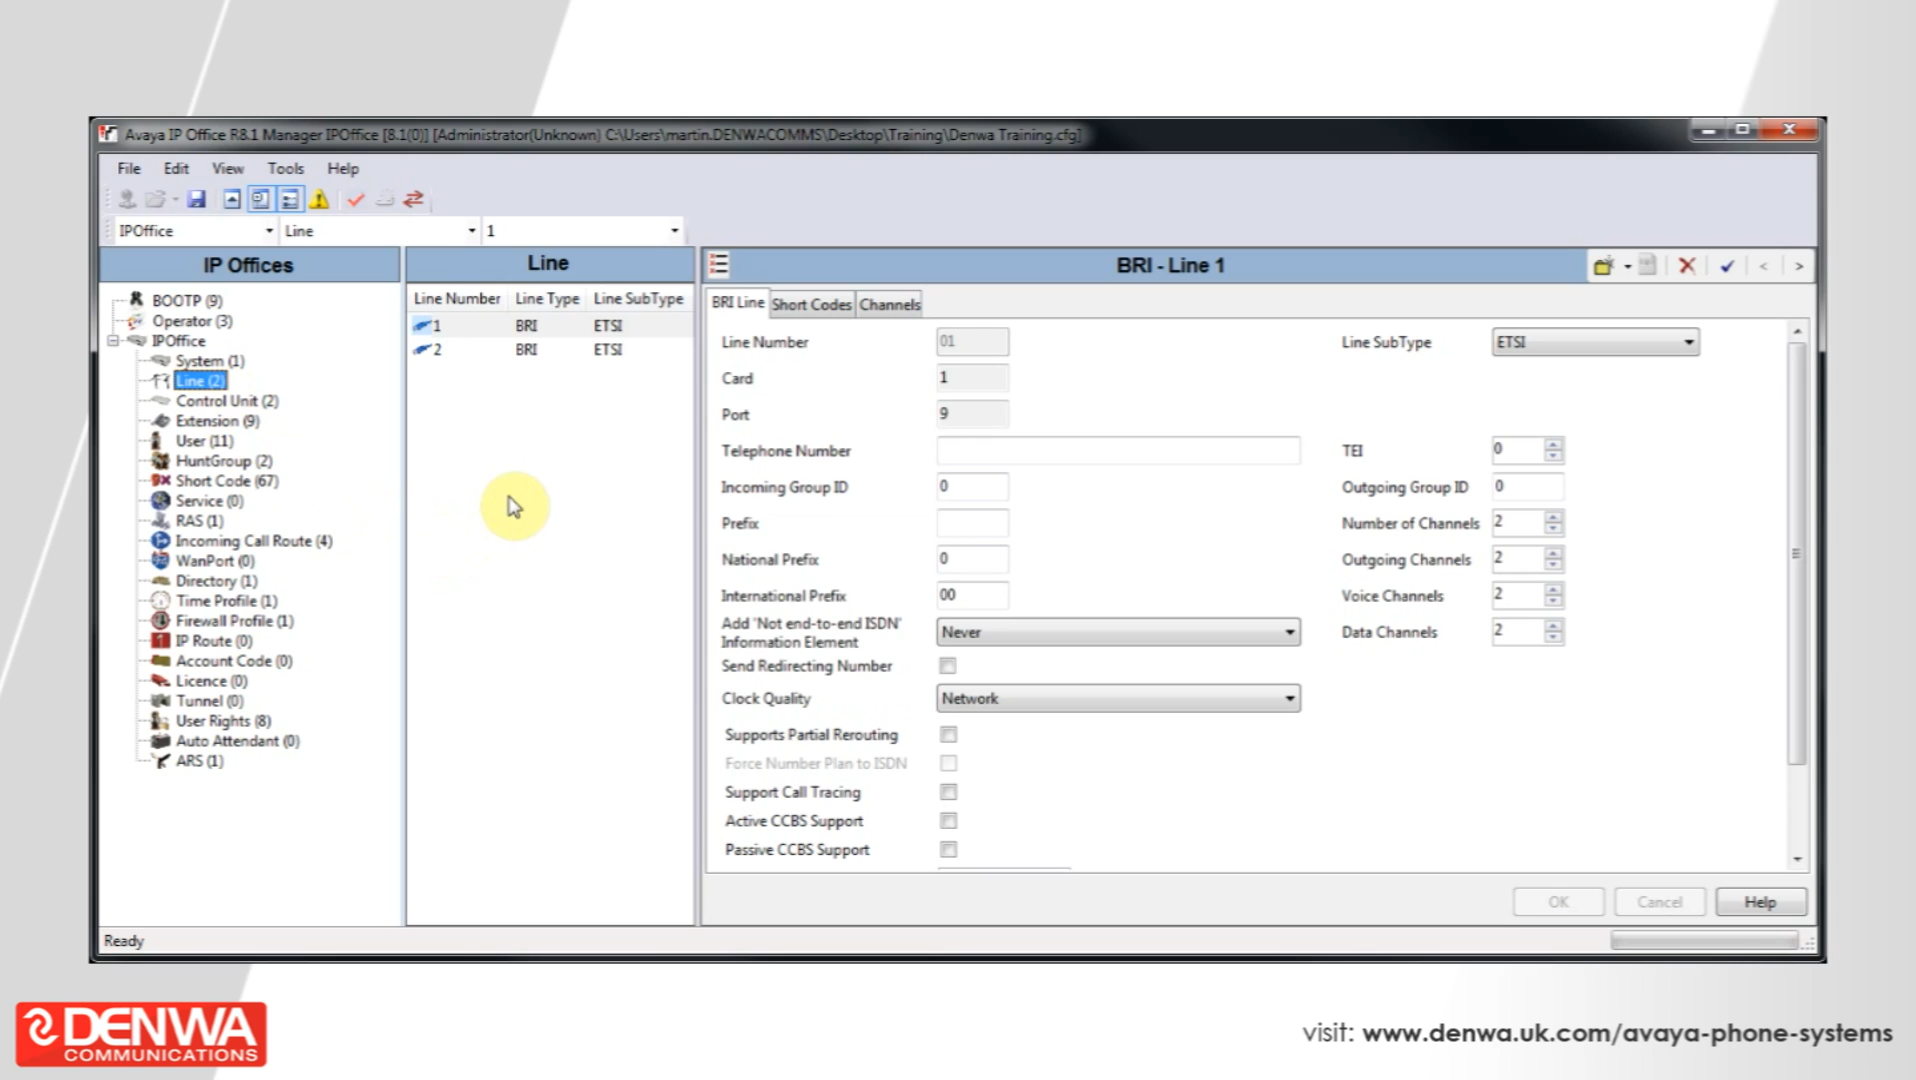 Avaya IP Office R8.1 Manager IPOffice [8.1(0)] [Administrator(Unknown) C:\Users\martin.DENWACOMMS\Desktop\Training\Denwa Training.cfg]
File Edit View Tools Help
IPOffice Line 1
IP Offices
BOOTP (9)
Operator (3)
IPOffice
System (1)
Line (2)
Control Unit (2)
Extension (9)
User (11)
HuntGroup (2)
Short Code (67)
Service (0)
RAS (1)
Incoming Call Route (4)
WanPort (0)
Directory (1)
Time Profile (1)
Firewall Profile (1)
IP Route (0)
Account Code (0)
Licence (0)
Tunnel (0)
User Rights (8)
Auto Attendant (0)
ARS (1)
Line
Line Number Line Type Line SubType
1 BRI ETSI
2 BRI ETSI
BRI - Line 1
BRI Line Short Codes Channels
Line Number 01 Line SubType ETSI
Card 1
Port 9
Telephone Number TEI 0
Incoming Group ID 0 Outgoing Group ID 0
Prefix Number of Channels 2
National Prefix 0 Outgoing Channels 2
International Prefix 00 Voice Channels 2
Add 'Not end-to-end ISDN'
Information Element Never Data Channels 2
Send Redirecting Number
Clock Quality Network
Supports Partial Rerouting
Force Number Plan to ISDN
Support Call Tracing
Active CCBS Support
Passive CCBS Support
OK Cancel Help
Ready
DENWA
COMMUNICATIONS
visit: www.denwa.uk.com/avaya-phone-systems